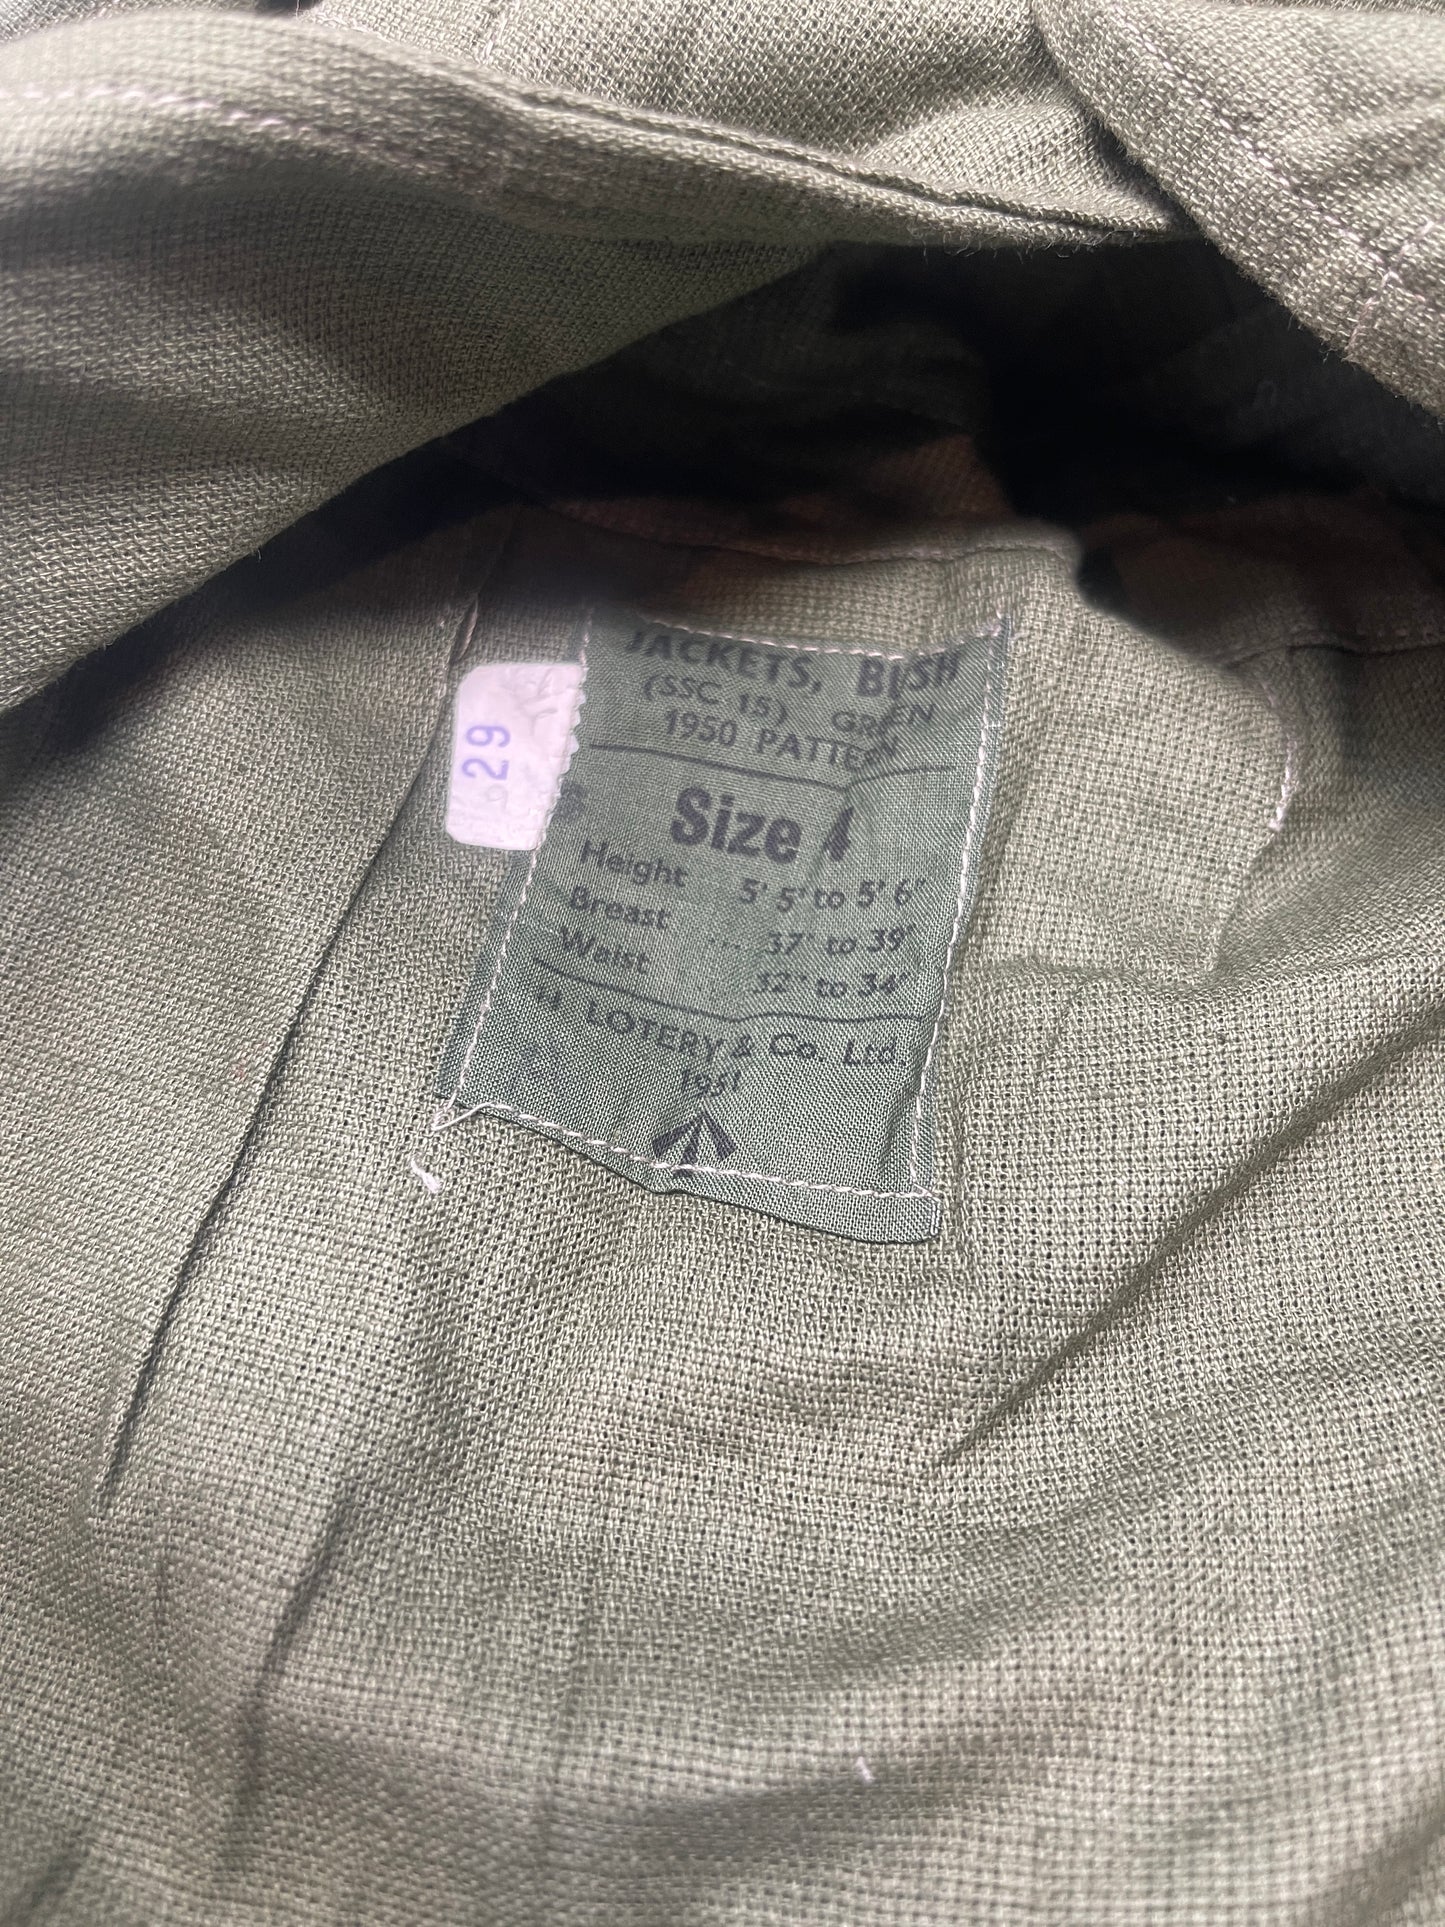 JACKETS, BUSH
(SSC 15) GREEN
1950 PATTERN
29
Size 4
Height 5' 5" to 5' 6"
Breast ... 37" to 39"
Waist 32" to 34"
H. LOTERY & Co. Ltd
1951